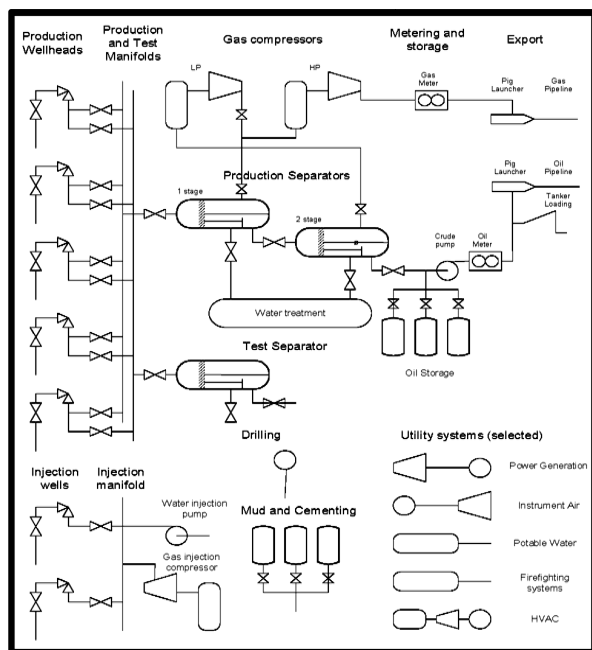 Production
Wellheads
Production
and Test
Manifolds
Gas compressors
Metering and
storage
Export
LP
HP
Gas
Meter
Pig
Launcher
Gas
Pipeline
Production Separators
1 stage
2 stage
Pig
Launcher
Oil
Pipeline
Tanker
Loading
Crude
pump
Oil
Meter
Water treatment
Test Separator
Oil Storage
Drilling
Utility systems (selected)
Injection
wells
Injection
manifold
Water injection
pump
Mud and Cementing
Gas injection
compressor
Power Generation
Instrument Air
Potable Water
Firefighting
systems
HVAC